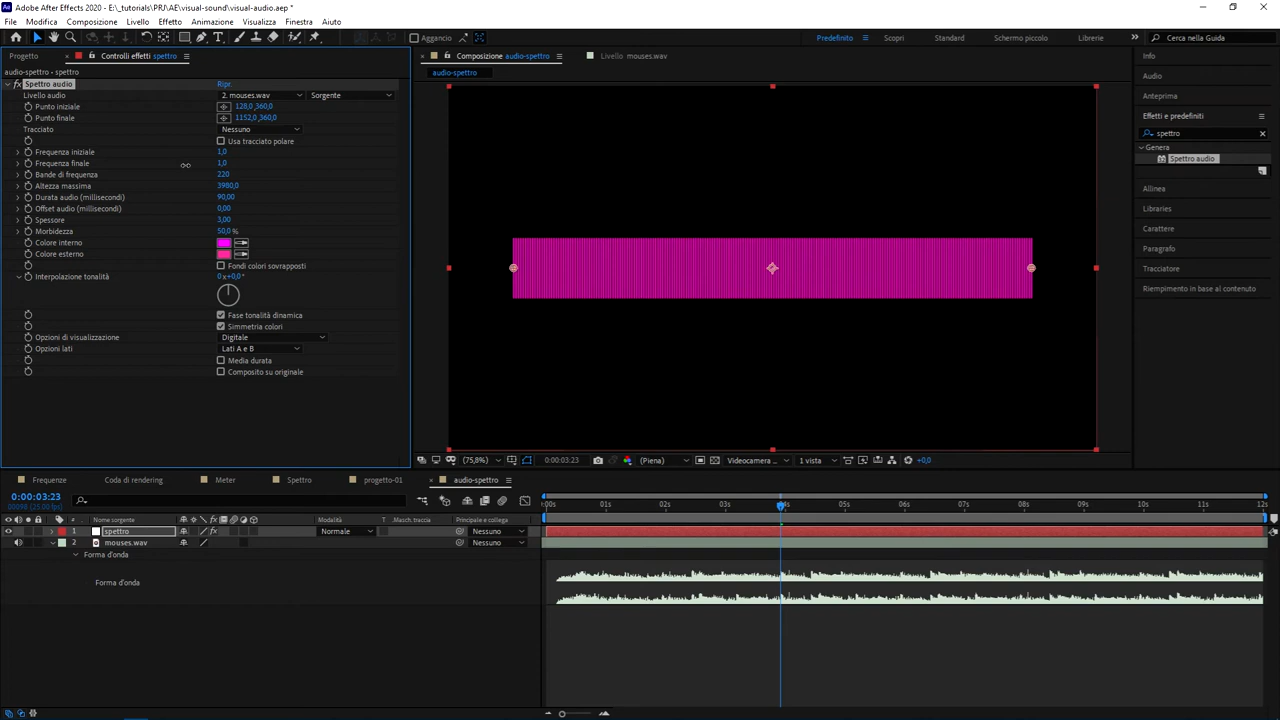 Adobe After Effects 2020 - E:\_tutorials\PRJ\AE\visual-sound\visual-audio.aep *
File Modifica Composizione Livello Effetto Animazione Visualizza Finestra Aiuto
Aggancio Predefinito Scopri Standard Schermo piccolo Librerie Cerca nella Guida
Progetto Controlli effetti spettro
audio-spettro • spettro
fx Spettro audio Ripr.
Livello audio 2. mouses.wav Sorgente
Punto iniziale 128,0,360,0
Punto finale 1152,0,360,0
Tracciato Nessuno
Usa tracciato polare
Frequenza iniziale 1,0
Frequenza finale 1,0
Bande di frequenza 220
Altezza massima 3980,0
Durata audio (millisecondi) 90,00
Offset audio (millisecondi) 0,00
Spessore 3,00
Morbidezza 50,0 %
Colore interno
Colore esterno
Fondi colori sovrapposti
Interpolazione tonalità 0 x+0,0°
Fase tonalità dinamica
Simmetria colori
Opzioni di visualizzazione Digitale
Opzioni lati Lati A e B
Media durata
Composito su originale
Composizione audio-spettro Livello mouses.wav
audio-spettro
(75,8%) 0:00:03:23 (Piena) Videocamera ... 1 vista +0,0
Info
Audio
Anteprima
Effetti e predefiniti
spettro
Genera
Spettro audio
Allinea
Libraries
Carattere
Paragrafo
Tracciatore
Riempimento in base al contenuto
Frequenze Coda di rendering Meter Spettro progetto-01 audio-spettro
0:00:03:23
00098 (25.00 fps)
# Nome sorgente Modalità T .Match. traccia Principale e collega
1 spettro Normale Nessuno
2 mouses.wav Nessuno
Forma d'onda
Forma d'onda
:00s 01s 02s 03s 04s 05s 06s 07s 08s 09s 10s 11s 12s